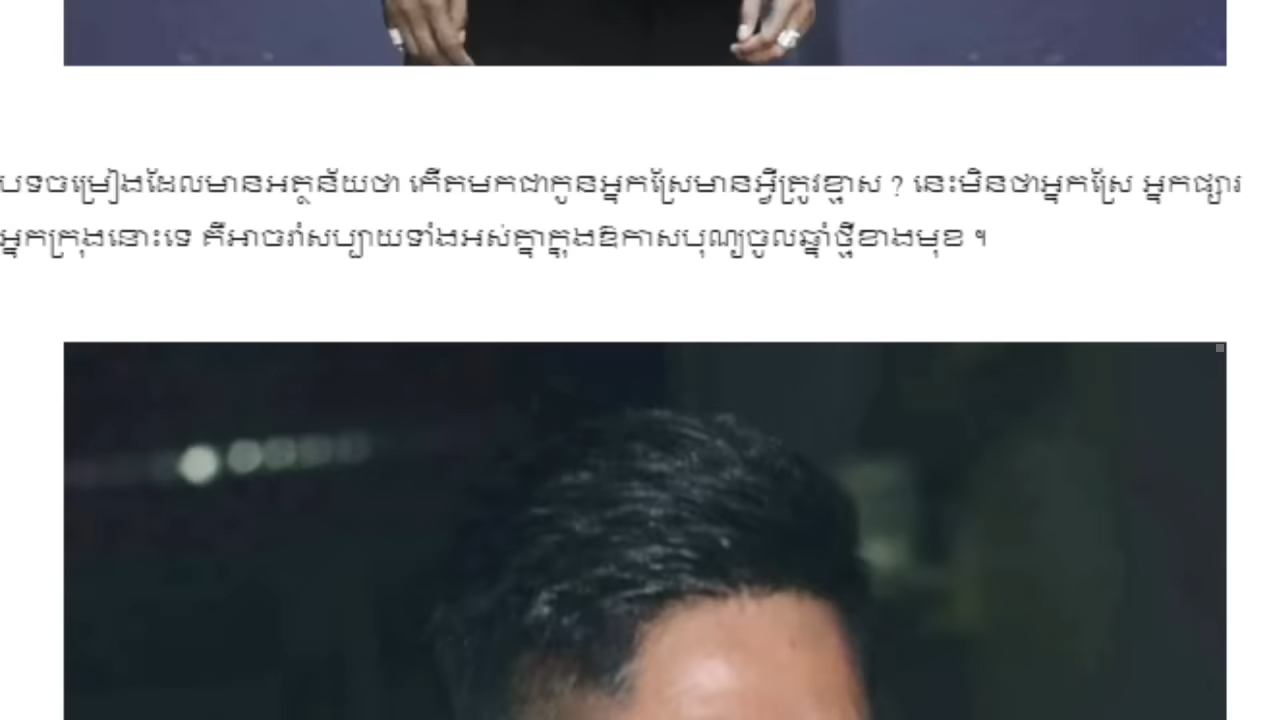 បទចម្រៀងដែលមានអត្ថន័យថា កើតមកជាកូនអ្នកស្រែមានអ្វីត្រូវខ្មាស ? នេះមិនថាអ្នកស្រែ អ្នកផ្សារ
អ្នកក្រុងនោះទេ គឺអាចរាំសប្បាយទាំងអស់គ្នាក្នុងឱកាសបុណ្យចូលឆ្នាំថ្មីខាងមុខ ។